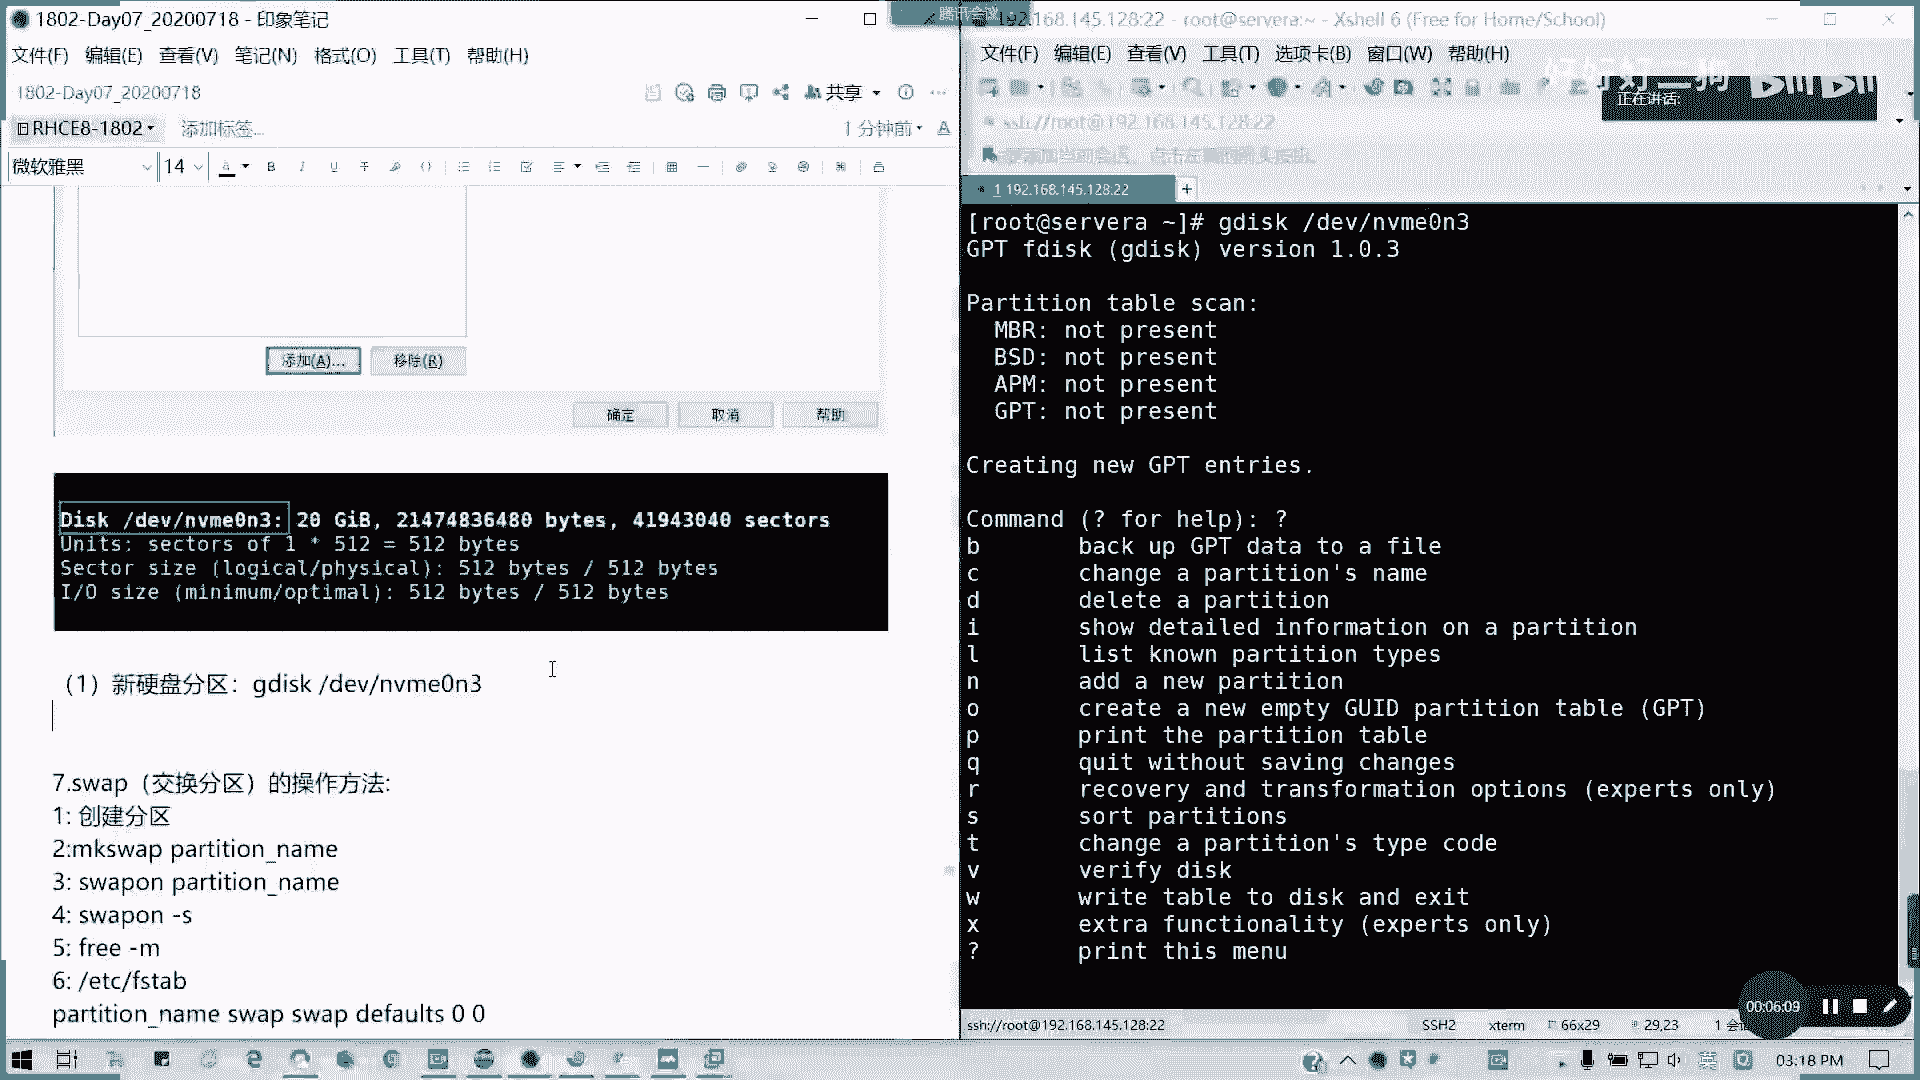 1802-Day07_20200718 - 印象笔记
文件(F) 编辑(E) 查看(V) 笔记(N) 格式(O) 工具(T) 帮助(H)
1802-Day07_20200718
共享
RHCE8-1802
添加标签...
1 分钟前
微软雅黑
14
添加(A)...
移除(R)
确定
取消
帮助
Disk /dev/nvme0n3: 20 GiB, 21474836480 bytes, 41943040 sectors
Units: sectors of 1 * 512 = 512 bytes
Sector size (logical/physical): 512 bytes / 512 bytes
I/O size (minimum/optimal): 512 bytes / 512 bytes
（1）新硬盘分区：gdisk /dev/nvme0n3
7.swap（交换分区）的操作方法:
1: 创建分区
2:mkswap partition_name
3: swapon partition_name
4: swapon -s
5: free -m
6: /etc/fstab
partition_name swap swap defaults 0 0
腾讯会议
192.168.145.128:22 - root@servera:~ - Xshell 6 (Free for Home/School)
文件(F) 编辑(E) 查看(V) 工具(T) 选项卡(B) 窗口(W) 帮助(H)
正在讲话:
ssh://root@192.168.145.128:22
1 192.168.145.128:22
[root@servera ~]# gdisk /dev/nvme0n3
GPT fdisk (gdisk) version 1.0.3
Partition table scan:
MBR: not present
BSD: not present
APM: not present
GPT: not present
Creating new GPT entries.
Command (? for help): ?
b back up GPT data to a file
c change a partition's name
d delete a partition
i show detailed information on a partition
l list known partition types
n add a new partition
o create a new empty GUID partition table (GPT)
p print the partition table
q quit without saving changes
r recovery and transformation options (experts only)
s sort partitions
t change a partition's type code
v verify disk
w write table to disk and exit
x extra functionality (experts only)
? print this menu
00:06:09
ssh://root@192.168.145.128:22
SSH2
xterm
66x29
29,23
03:18 PM